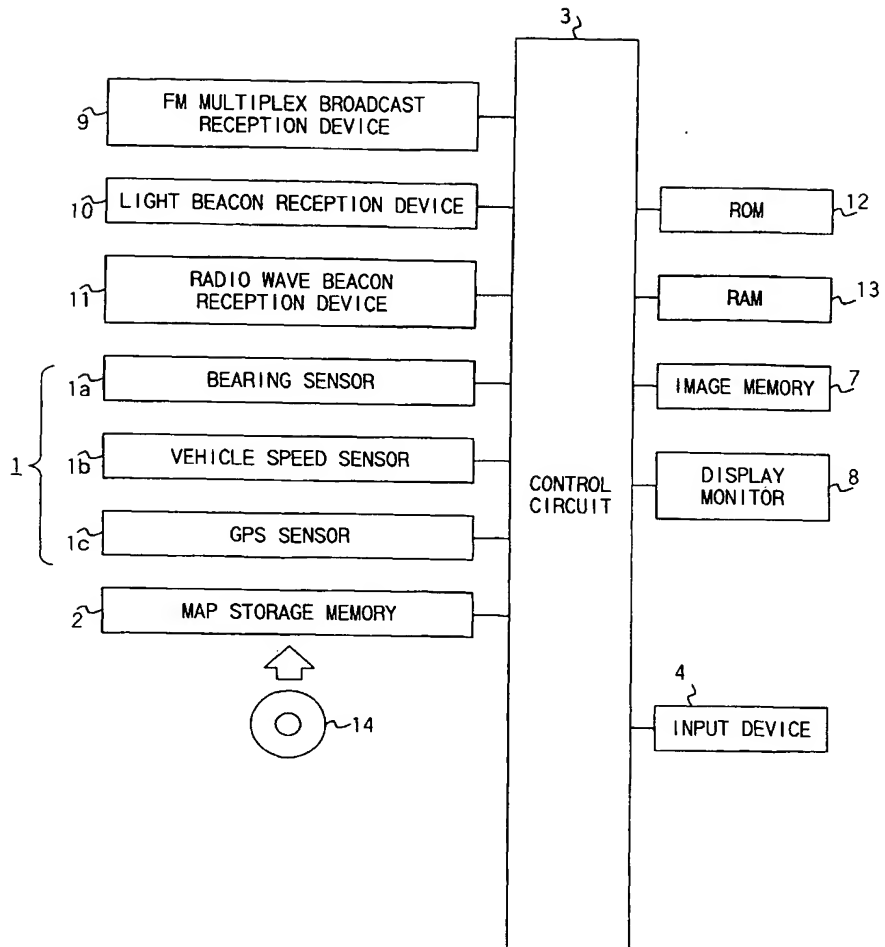 3
FM MULTIPLEX BROADCAST
RECEPTION DEVICE
9
LIGHT BEACON RECEPTION DEVICE
10
RADIO WAVE BEACON
RECEPTION DEVICE
11
1
BEARING SENSOR
1a
VEHICLE SPEED SENSOR
1b
GPS SENSOR
1c
MAP STORAGE MEMORY
2
14
CONTROL
CIRCUIT
ROM
12
RAM
13
IMAGE MEMORY
7
DISPLAY
MONITOR
8
4
INPUT DEVICE